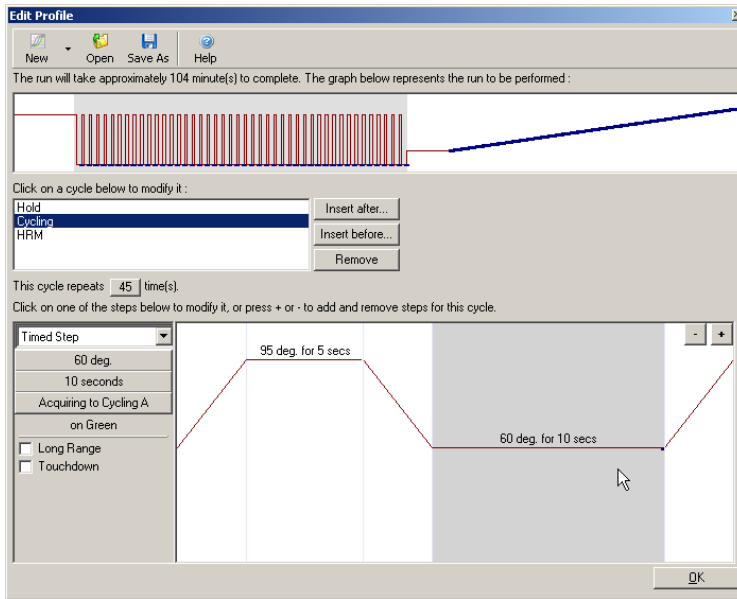 Edit Profile
New Open Save As Help
The run will take approximately 104 minute(s) to complete. The graph below represents the run to be performed :
Click on a cycle below to modify it :
Hold
Cycling
HRM
Insert after...
Insert before...
Remove
This cycle repeats 45 time(s).
Click on one of the steps below to modify it, or press + or - to add and remove steps for this cycle.
Timed Step
- +
95 deg. for 5 secs
60 deg.
10 seconds
Acquiring to Cycling A
on Green
60 deg. for 10 secs
Long Range
Touchdown
OK